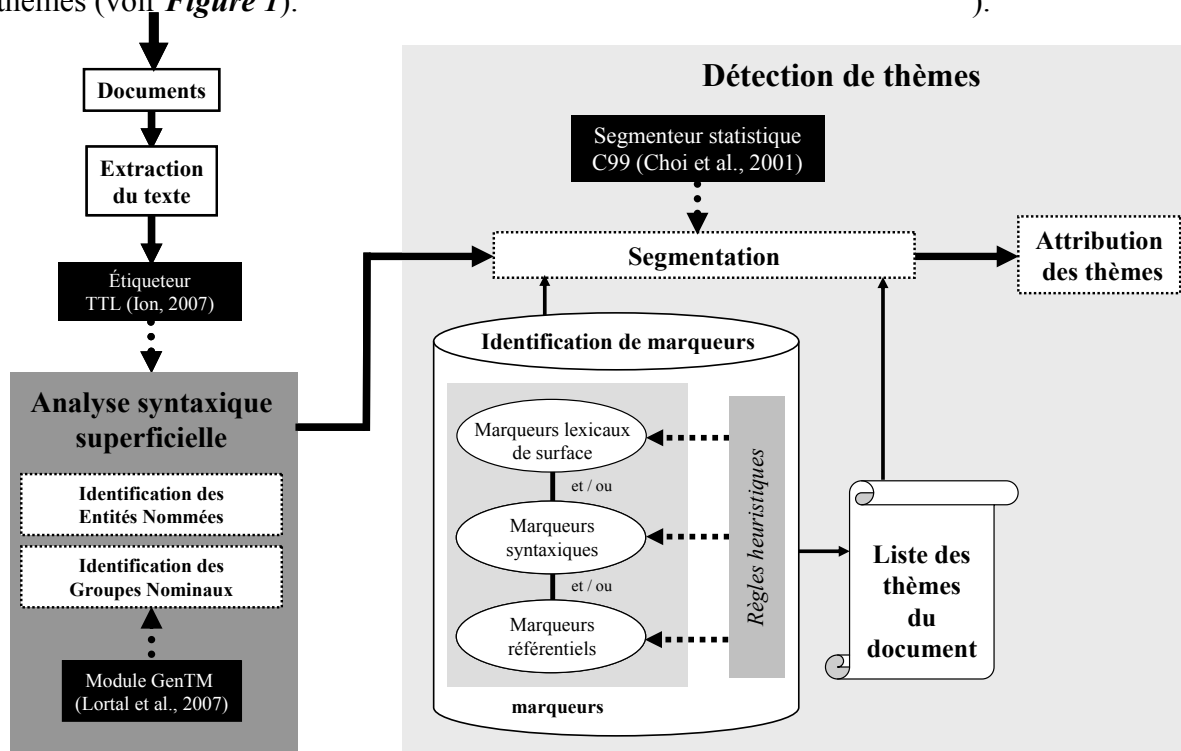 thèmes (voir Figure 1).
).
Documents
Extraction
du texte
Étiqueteur
TTL (Ion, 2007)
Analyse syntaxique
superficielle
Identification des
Entités Nommées
Identification des
Groupes Nominaux
Module GenTM
(Lortal et al., 2007)
Détection de thèmes
Segmenteur statistique
C99 (Choi et al., 2001)
Segmentation
Attribution
des thèmes
Identification de marqueurs
Marqueurs lexicaux
de surface
et / ou
Marqueurs
syntaxiques
et / ou
Marqueurs
référentiels
marqueurs
Règles heuristiques
Liste des
thèmes
du
document